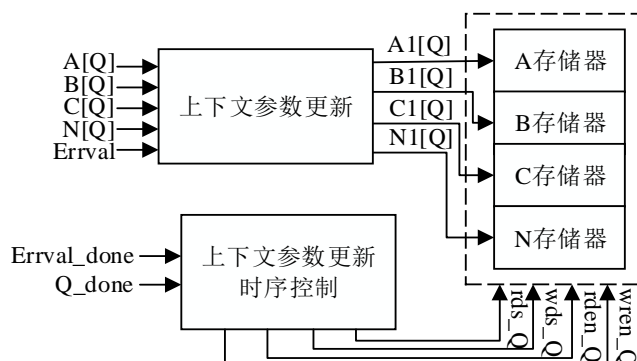 A[Q]
B[Q]
C[Q]
N[Q]
Errval
上下文参数更新
A1[Q]
B1[Q]
C1[Q]
N1[Q]
A存储器
B存储器
C存储器
N存储器
Errval_done
Q_done
上下文参数更新
时序控制
rds_Q
wds_Q
rden_Q
wren_Q